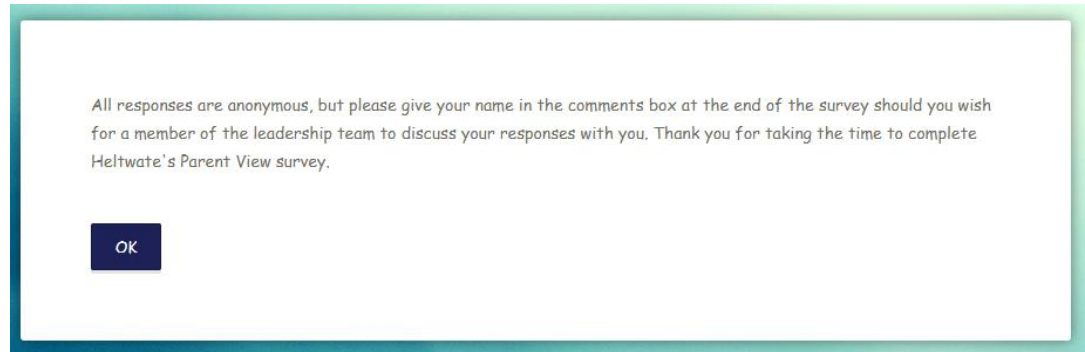 All responses are anonymous, but please give your name in the comments box at the end of the survey should you wish
for a member of the leadership team to discuss your responses with you. Thank you for taking the time to complete
Heltwate's Parent View survey.
OK